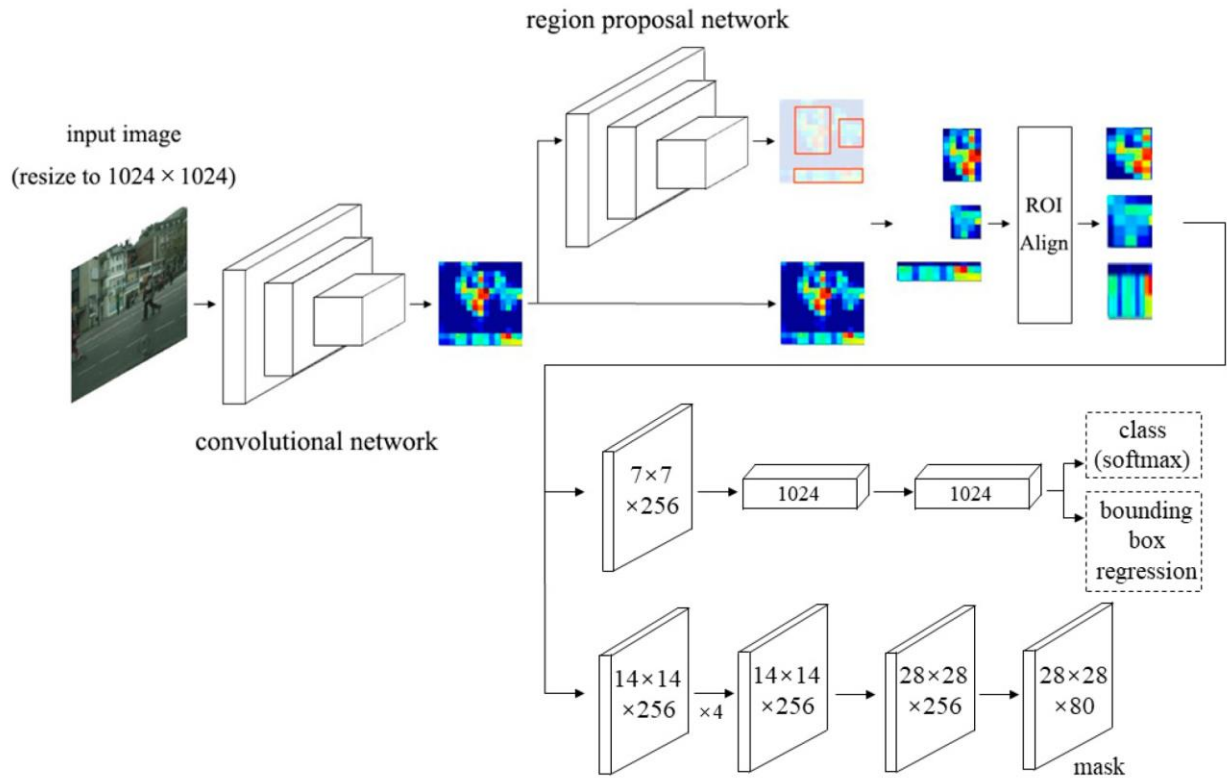 region proposal network
input image
(resize to 1024 × 1024)
ROI
Align
convolutional network
7×7
×256
1024
1024
class
(softmax)
bounding
box
regression
14×14
×256
×4
14×14
×256
28×28
×256
28×28
×80
mask